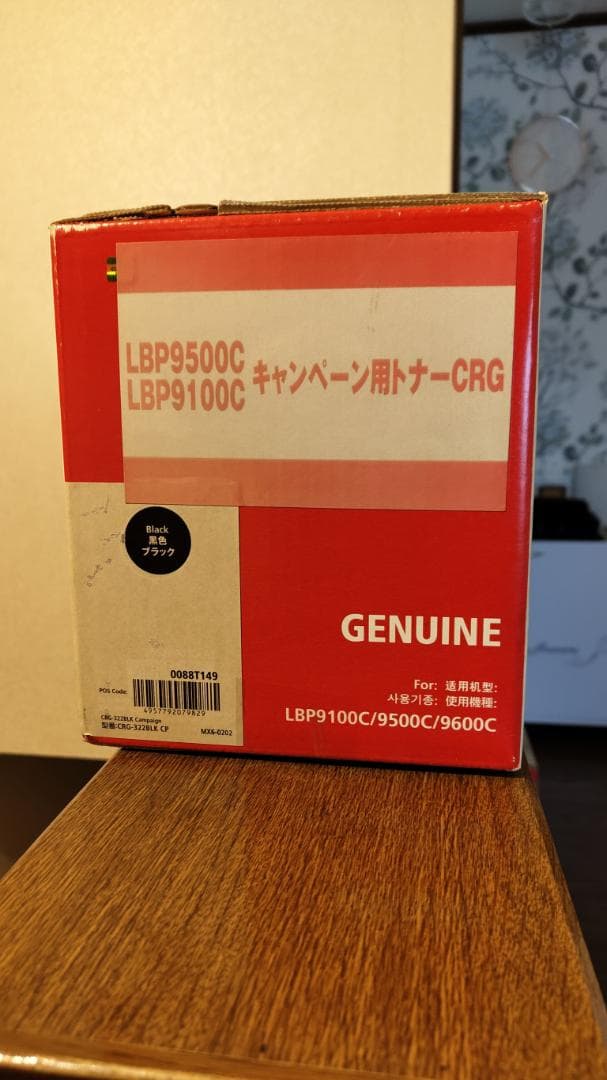 LBP9500C
LBP9100C
キャンペーン用トナーCRG
Black
黒色
ブラック
GENUINE
0088T149
POS Code:
4957792079829
CRG-322BLK Campaign
型番:CRG-322BLK CP
MX6-0202
For: 适用机型:
사용기종: 使用機種:
LBP9100C/9500C/9600C